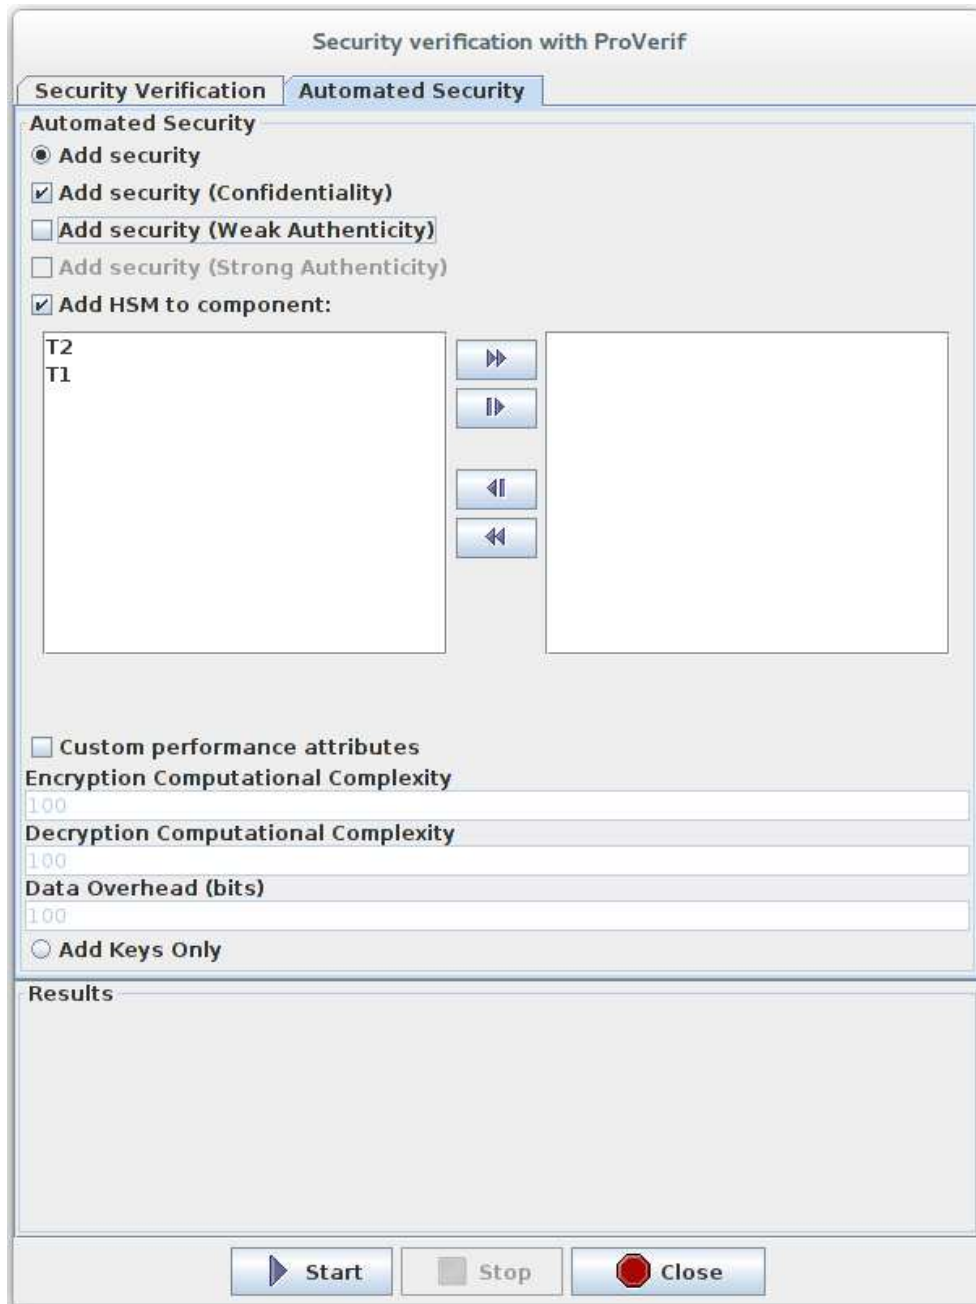 Security verification with ProVerif
Security Verification Automated Security
Automated Security
Add security
Add security (Confidentiality)
Add security (Weak Authenticity)
Add security (Strong Authenticity)
Add HSM to component:
T2
T1
Custom performance attributes
Encryption Computational Complexity
100
Decryption Computational Complexity
100
Data Overhead (bits)
100
Add Keys Only
Results
Start Stop Close